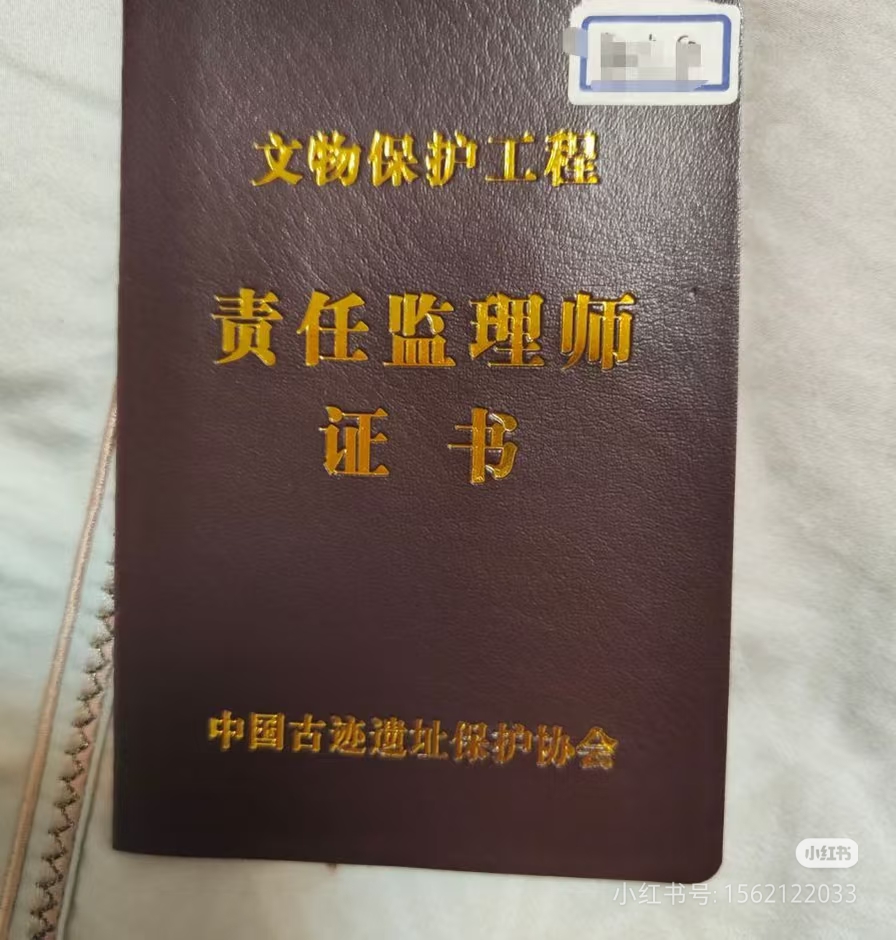 文物保护工程
责任监理师
证书
中国古迹遗址保护协会
小红书
小红书号: 1562122033